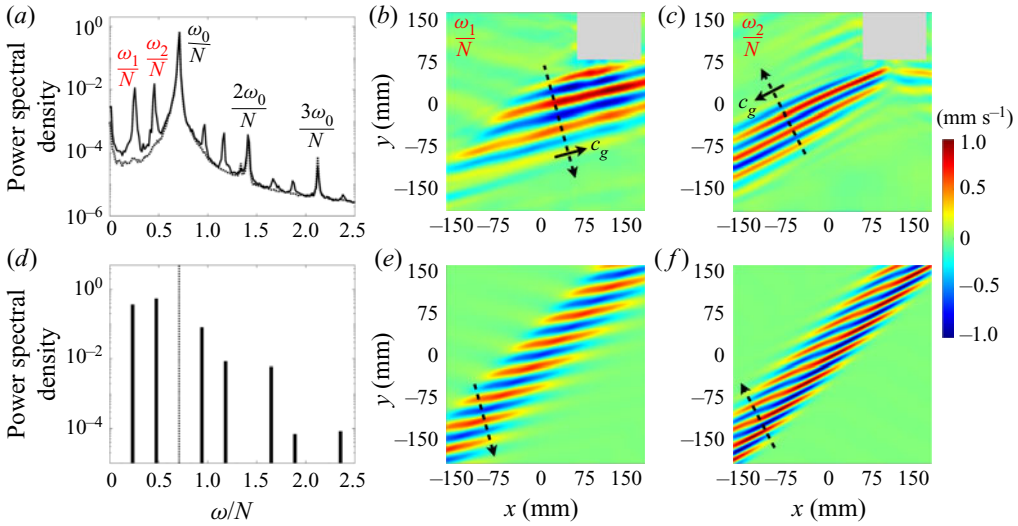 (a)
(b)
(c)
Power spectral
density
10^0
10^-2
10^-4
10^-6
ω1/N
ω2/N
ω0/N
2ω0/N
3ω0/N
0
0.5
1.0
1.5
2.0
2.5
y (mm)
150
75
0
−75
−150
ω1/N
c_g
−150
−75
0
75
150
150
75
0
−75
−150
ω2/N
c_g
−150
−75
0
75
150
(mm s^–1)
1.0
0.5
0
−0.5
−1.0
(d)
(e)
(f)
Power spectral
density
10^0
10^-2
10^-4
0
0.5
1.0
1.5
2.0
2.5
ω/N
y (mm)
150
75
0
−75
−150
−150
−75
0
75
150
x (mm)
150
75
0
−75
−150
−150
−75
0
75
150
x (mm)